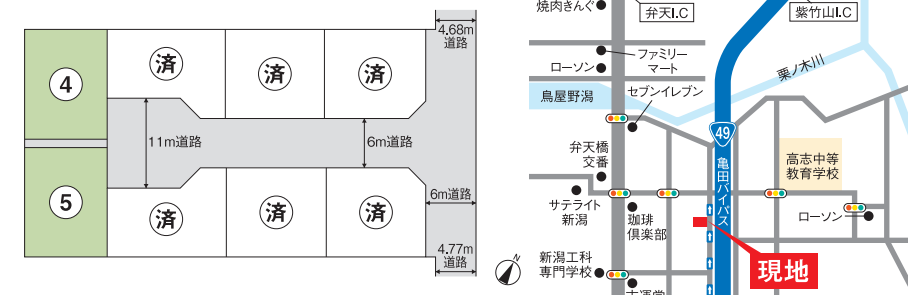 4.68m
道路
済
済
済
4
11m道路
6m道路
5
6m道路
済
済
済
4.77m
道路
N
焼肉きんぐ
弁天I.C
紫竹山I.C
ファミリー
マート
ローソン
栗ノ木川
鳥屋野潟
セブンイレブン
49
亀田バイパス
弁天橋
交番
高志中等
教育学校
サテライト
新潟
珈琲
倶楽部
ローソン
現地
新潟工科
専門学校